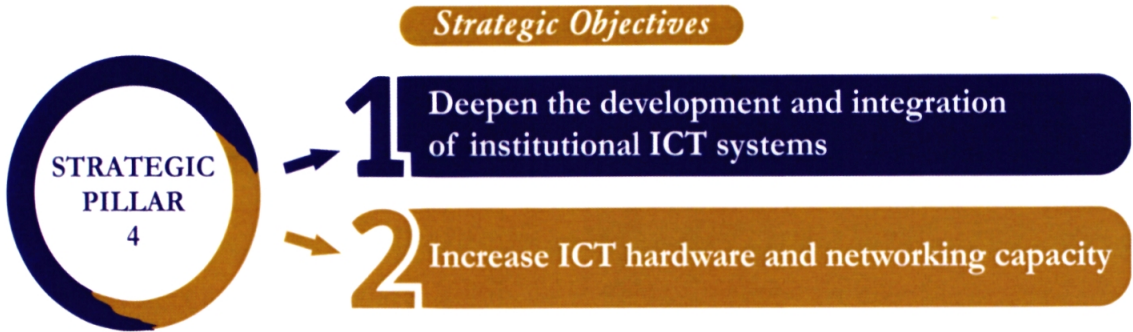 Strategic Objectives
STRATEGIC
PILLAR
4
1
Deepen the development and integration
of institutional ICT systems
2
Increase ICT hardware and networking capacity